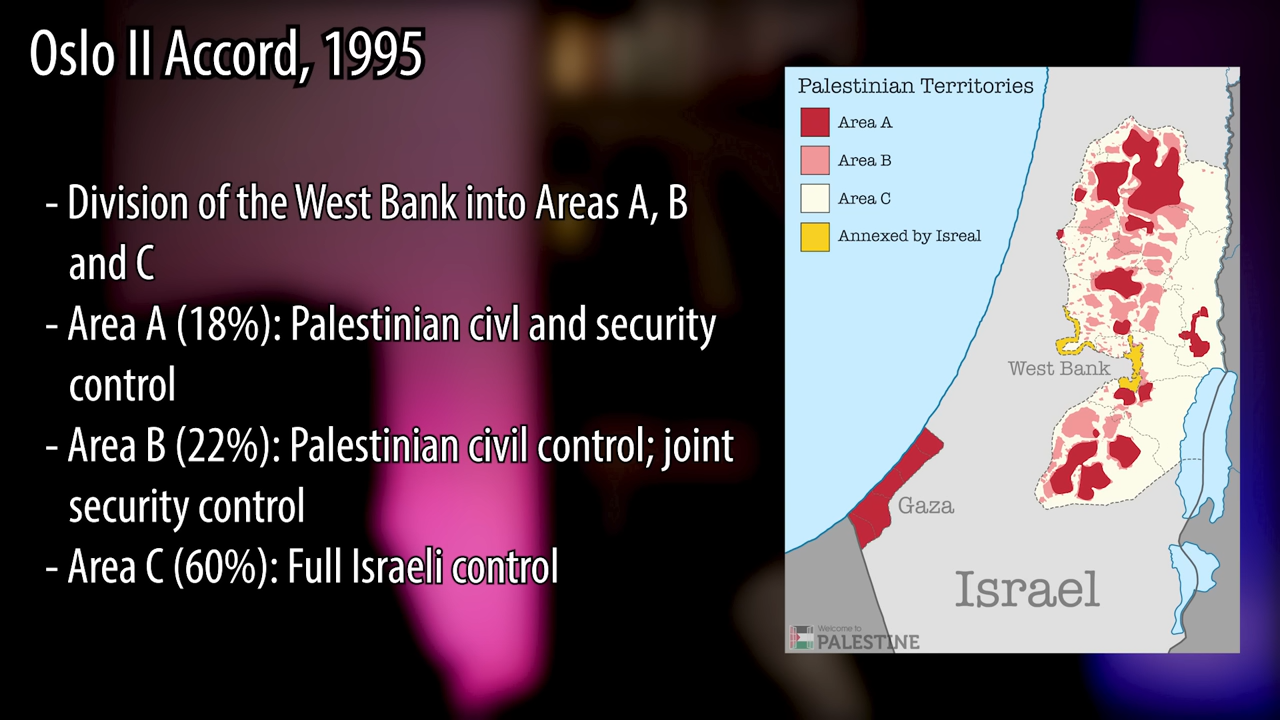 Oslo II Accord, 1995
- Division of the West Bank into Areas A, B
and C
- Area A (18%): Palestinian civl and security
control
- Area B (22%): Palestinian civil control; joint
security control
- Area C (60%): Full Israeli control
Palestinian Territories
Area A
Area B
Area C
Annexed by Isreal
West Bank
Gaza
Israel
Welcome to
PALESTINE